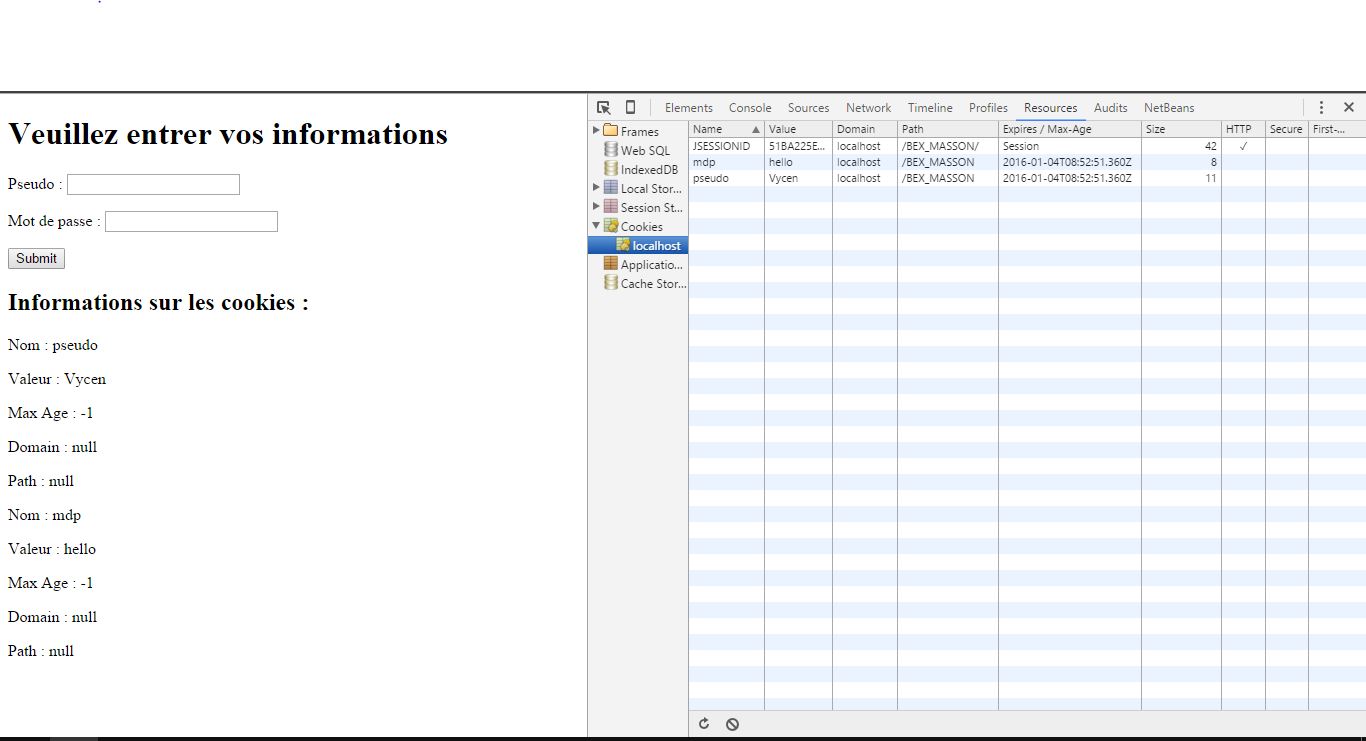 Veuillez entrer vos informations
Pseudo :
Mot de passe :
Submit
Informations sur les cookies :
Nom : pseudo
Valeur : Vycen
Max Age : -1
Domain : null
Path : null
Nom : mdp
Valeur : hello
Max Age : -1
Domain : null
Path : null
Elements Console Sources Network Timeline Profiles Resources Audits NetBeans
Frames
Web SQL
IndexedDB
Local Stor...
Session St...
Cookies
localhost
Applicatio...
Cache Stor...
Name Value Domain Path Expires / Max-Age Size HTTP Secure First-...
JSESSIONID 51BA225E... localhost /BEX_MASSON/ Session 42 ✓
mdp hello localhost /BEX_MASSON 2016-01-04T08:52:51.360Z 8
pseudo Vycen localhost /BEX_MASSON 2016-01-04T08:52:51.360Z 11